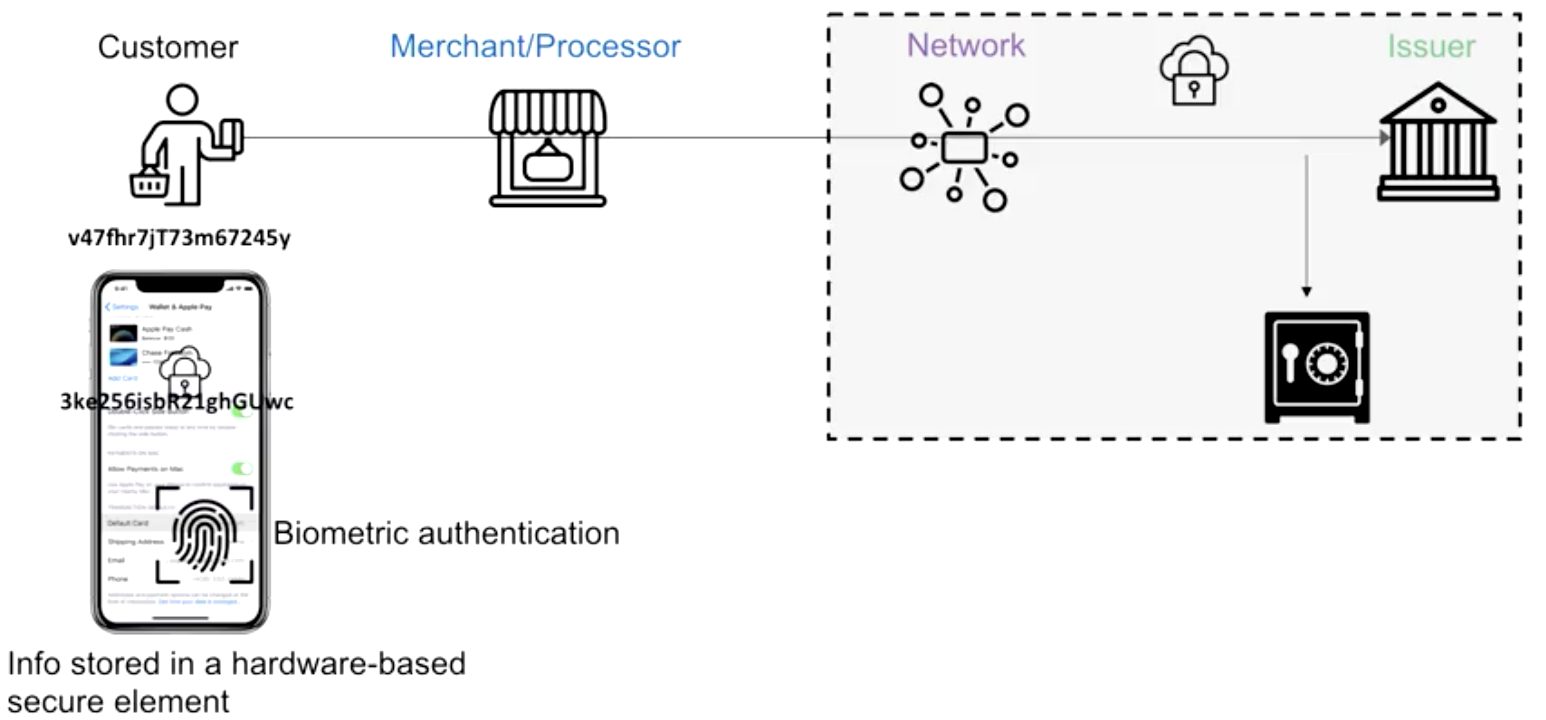 Customer
Merchant/Processor
Network
Issuer
v47fhr7jT73m67245y
Settings
Wallet & Apple Pay
Apple Pay Cash
Chase
Add Card
3ke256isbR21ghGUwc
Allow Payments on Mac
Default Card
Shipping Address
Email
Phone
Biometric authentication
Info stored in a hardware-based
secure element